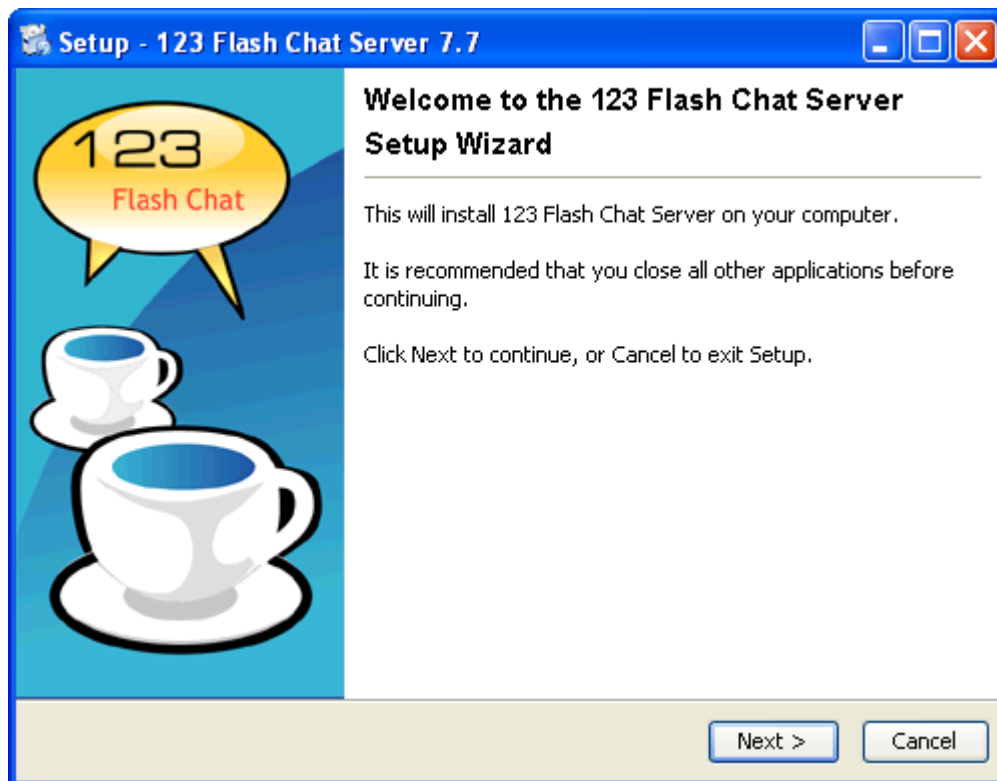 Setup - 123 Flash Chat Server 7.7
123
Flash Chat
Welcome to the 123 Flash Chat Server
Setup Wizard
This will install 123 Flash Chat Server on your computer.
It is recommended that you close all other applications before
continuing.
Click Next to continue, or Cancel to exit Setup.
Next >
Cancel